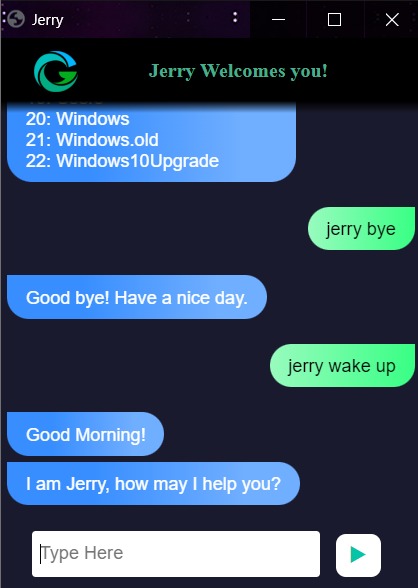 Jerry
Jerry Welcomes you!
20: Windows
21: Windows.old
22: Windows10Upgrade
jerry bye
Good bye! Have a nice day.
jerry wake up
Good Morning!
I am Jerry, how may I help you?
Type Here